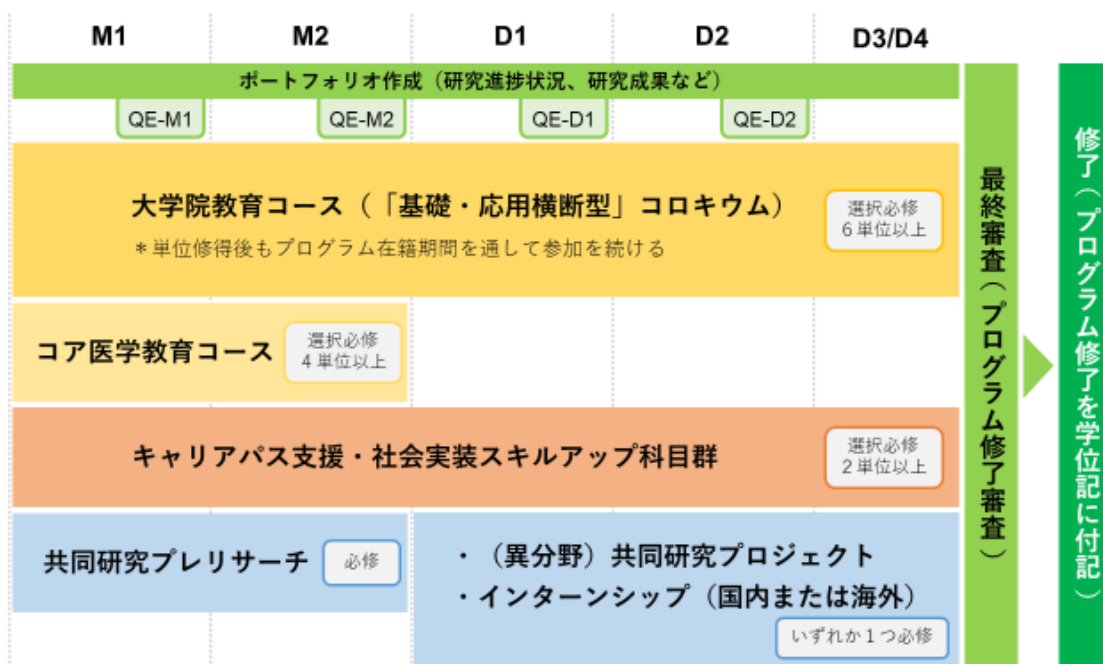 M1
M2
D1
D2
D3/D4
ポートフォリオ作成（研究進捗状況、研究成果など）
QE-M1
QE-M2
QE-D1
QE-D2
大学院教育コース（「基礎・応用横断型」コロキウム）
＊単位修得後もプログラム在籍期間を通して参加を続ける
選択必修
6単位以上
コア医学教育コース
選択必修
4単位以上
キャリアパス支援・社会実装スキルアップ科目群
選択必修
2単位以上
共同研究プレリサーチ
必修
・（異分野）共同研究プロジェクト
・インターンシップ（国内または海外）
いずれか1つ必修
最終審査（プログラム修了審査）
修了（プログラム修了を学位記に付記）